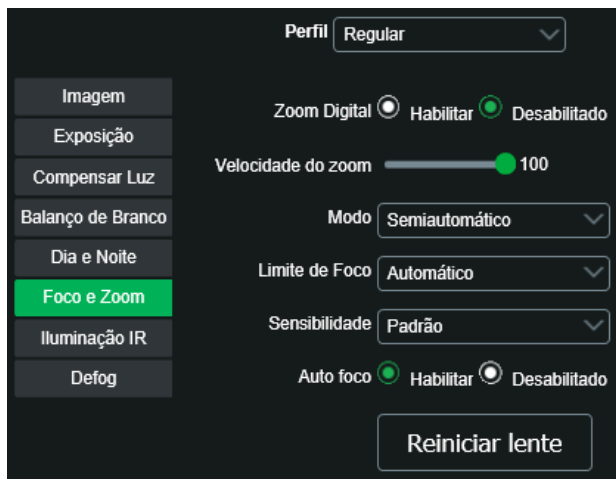 Perfil Regular
Imagem
Exposição
Compensar Luz
Balanço de Branco
Dia e Noite
Foco e Zoom
Iluminação IR
Defog
Zoom Digital Habilitar Desabilitado
Velocidade do zoom 100
Modo Semiautomático
Limite de Foco Automático
Sensibilidade Padrão
Auto foco Habilitar Desabilitado
Reiniciar lente